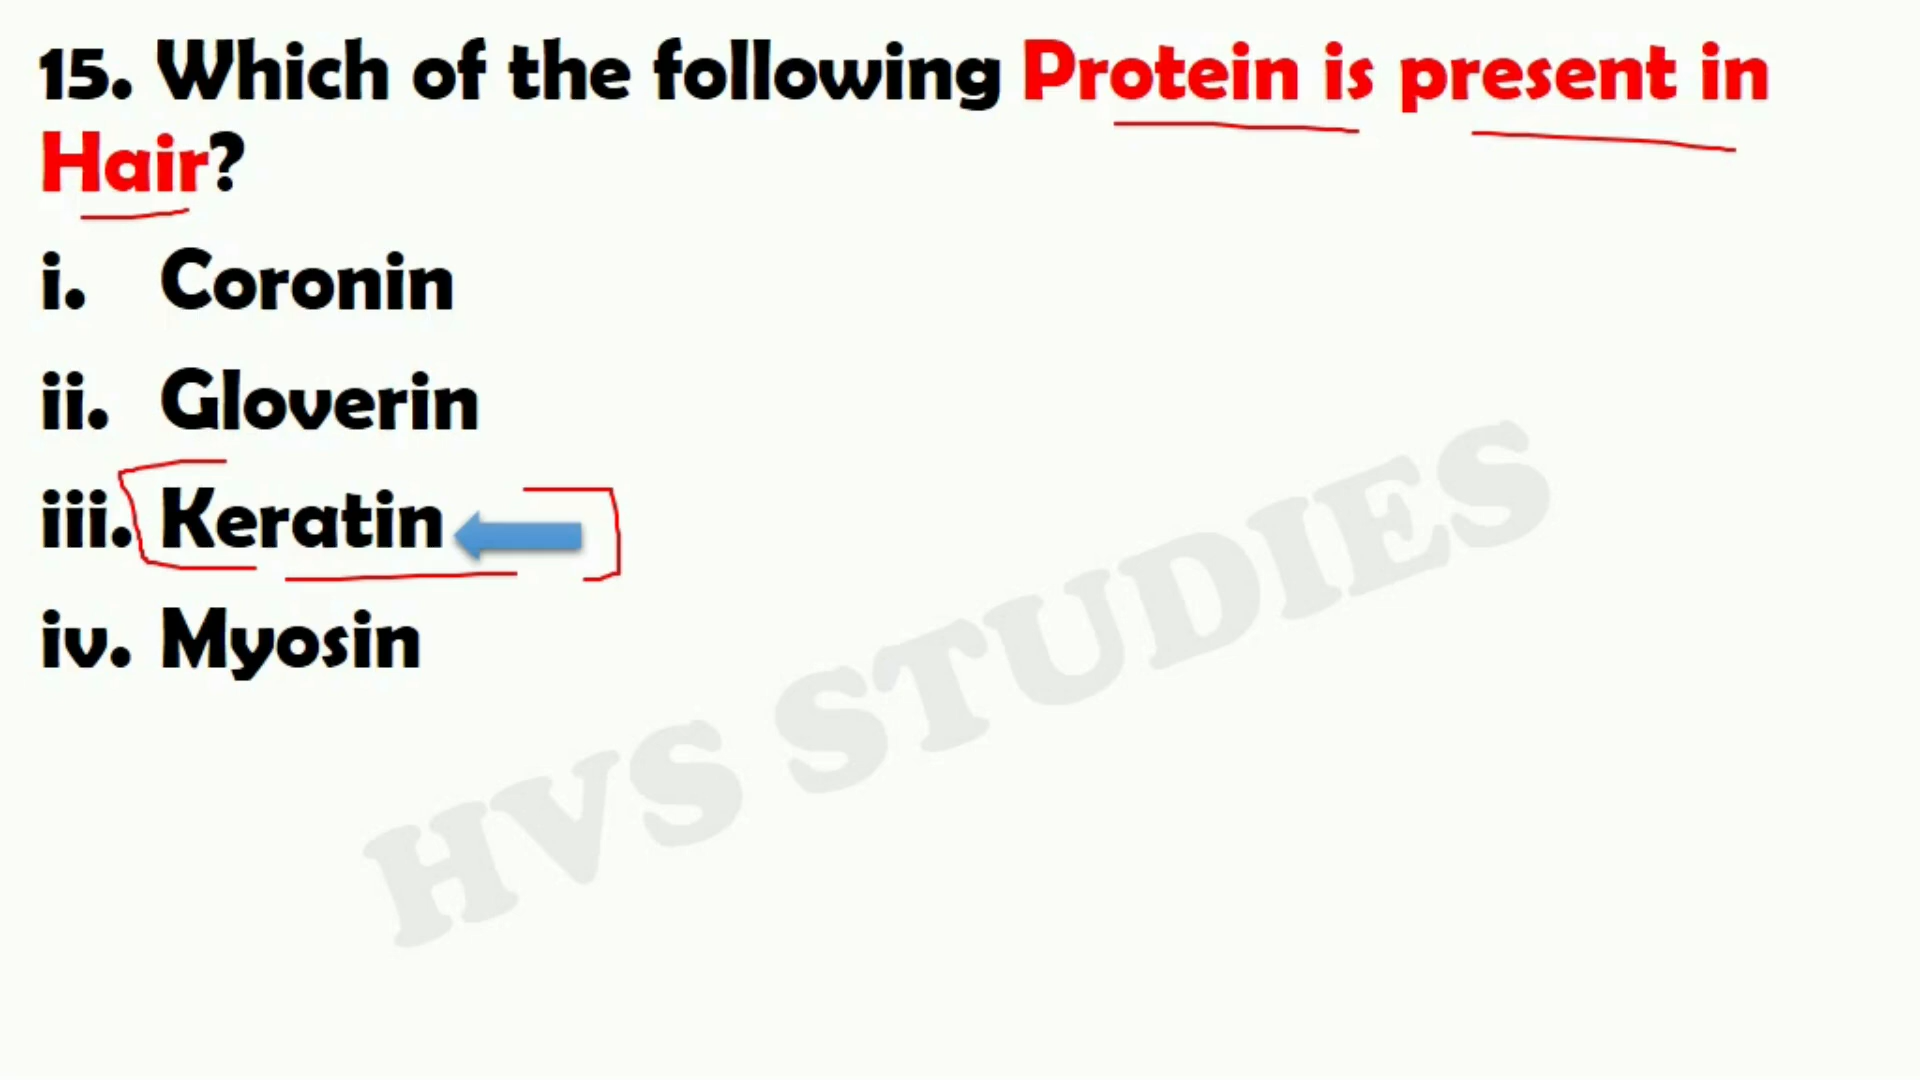 15. Which of the following Protein is present in
Hair?
i. Coronin
ii. Gloverin
iii. Keratin
iv. Myosin
HVS STUDIES